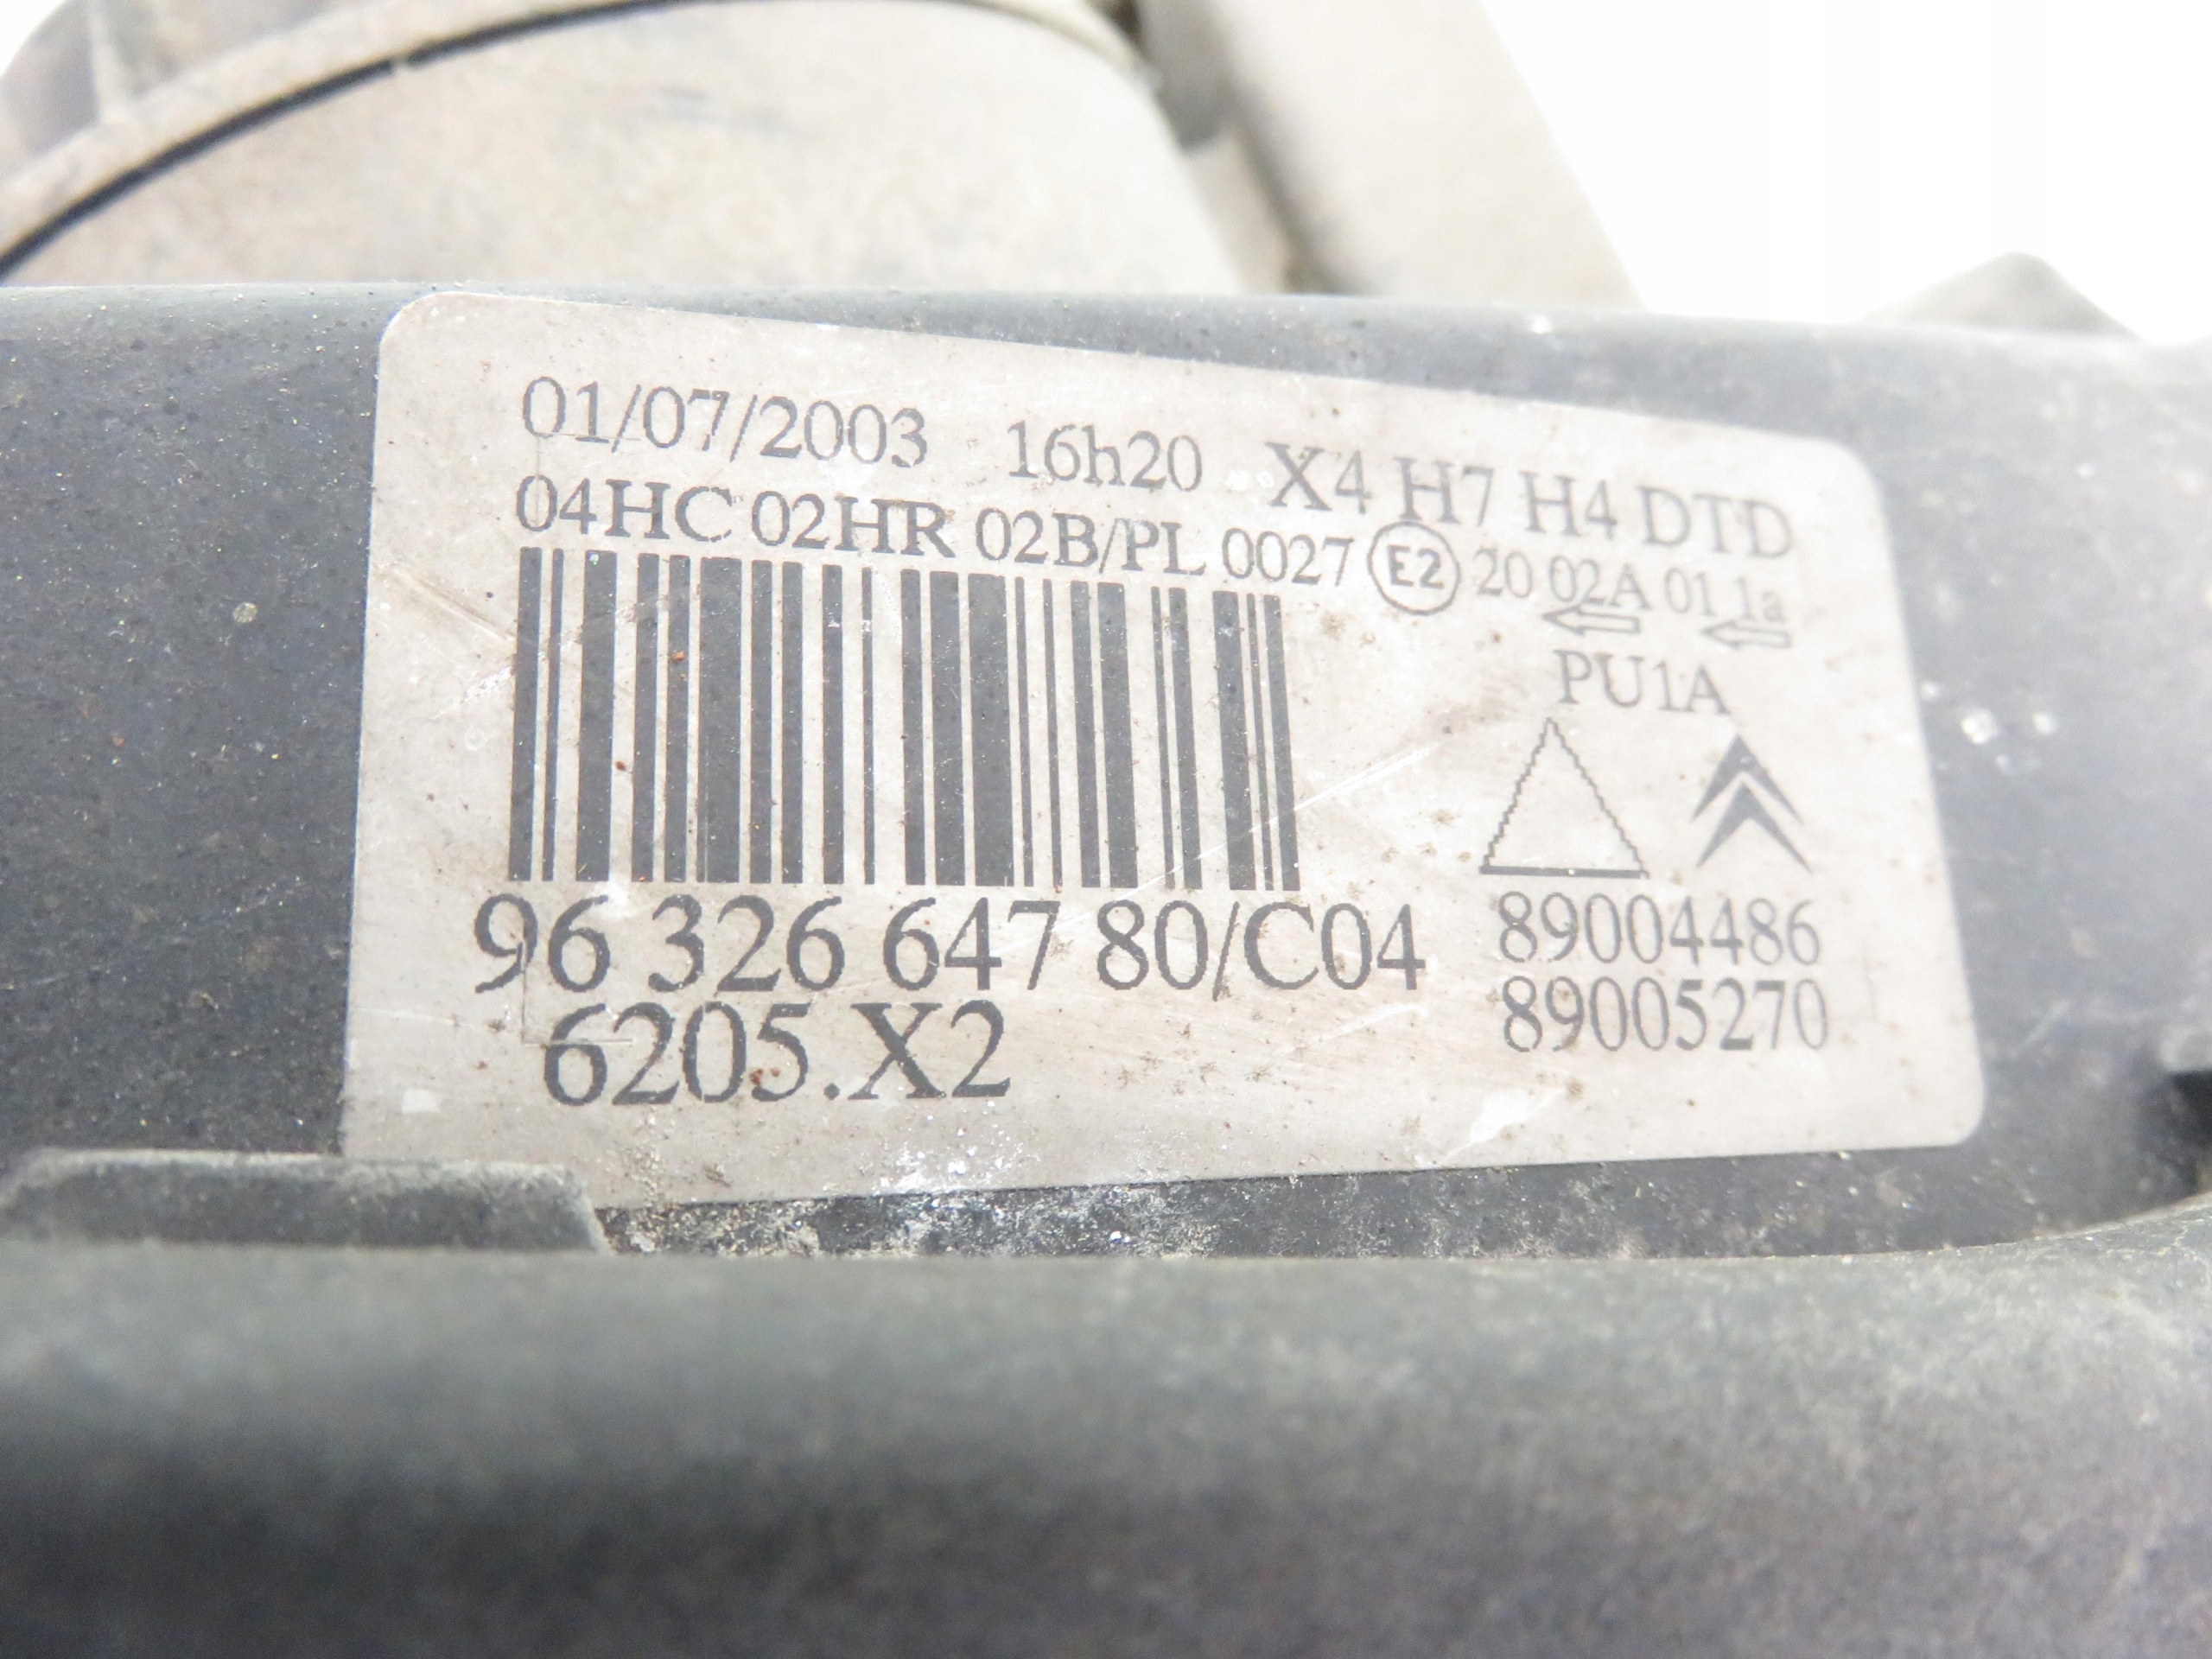 01/07/2003 16h20 X4 H7 H4 DTD
04HC 02HR 02B/PL 0027 E2 20 02A 01 1a
PU1A
96 326 647 80/C04
6205.X2
89004486
89005270